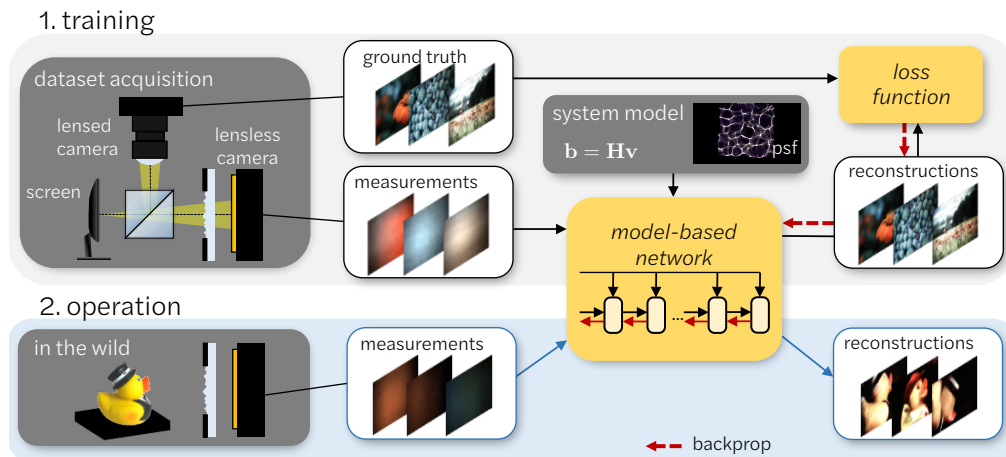 1. training
dataset acquisition
lensed
camera
lensless
camera
screen
ground truth
measurements
system model
b = Hv
psf
loss
function
reconstructions
model-based
network
...
2. operation
in the wild
measurements
reconstructions
backprop